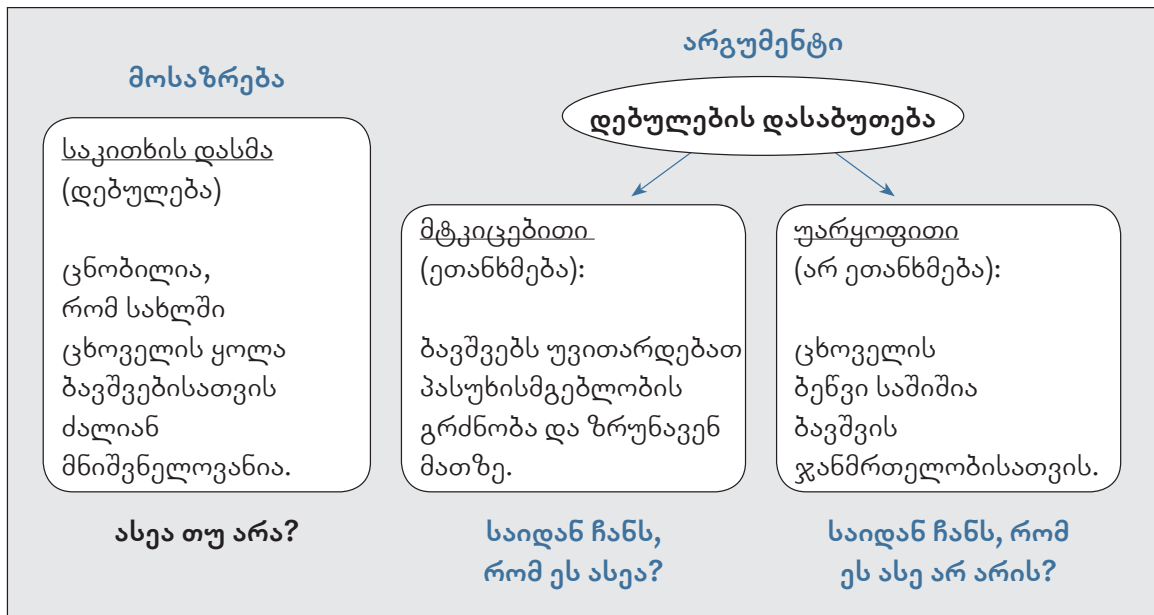 მოსაზრება
საკითხის დასმა
(დებულება)
ცნობილია,
რომ სახლში
ცხოველის ყოლა
ბავშვებისათვის
ძალიან
მნიშვნელოვანია.
ასეა თუ არა?
არგუმენტი
დებულების დასაბუთება
მტკიცებითი
(ეთანხმება):
ბავშვებს უვითარდებათ
პასუხისმგებლობის
გრძნობა და ზრუნავენ
მათზე.
საიდან ჩანს,
რომ ეს ასეა?
უარყოფითი
(არ ეთანხმება):
ცხოველის
ბეწვი საშიშია
ბავშვის
ჯანმრთელობისათვის.
საიდან ჩანს, რომ
ეს ასე არ არის?